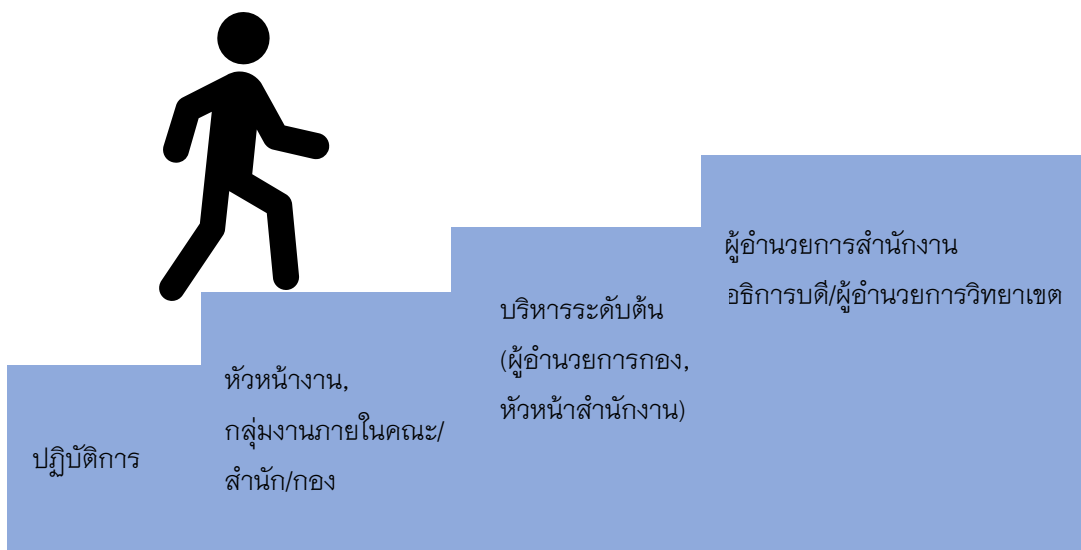 ปฏิบัติการ
หัวหน้างาน,
กลุ่มงานภายในคณะ/
สำนัก/กอง
บริหารระดับต้น
(ผู้อำนวยการกอง,
หัวหน้าสำนักงาน)
ผู้อำนวยการสำนักงาน
อธิการบดี/ผู้อำนวยการวิทยาเขต